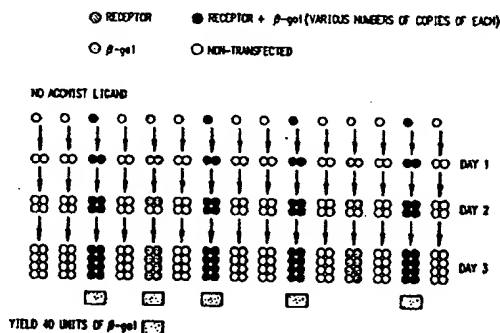 RECEPTOR
RECEPTOR + β-gal (VARIOUS NUMBERS OF COPIES OF EACH)
β-gal
NON-TRANSFECTED
NO AGONIST LIGAND
DAY 1
DAY 2
DAY 3
YIELD 40 UNITS OF β-gal